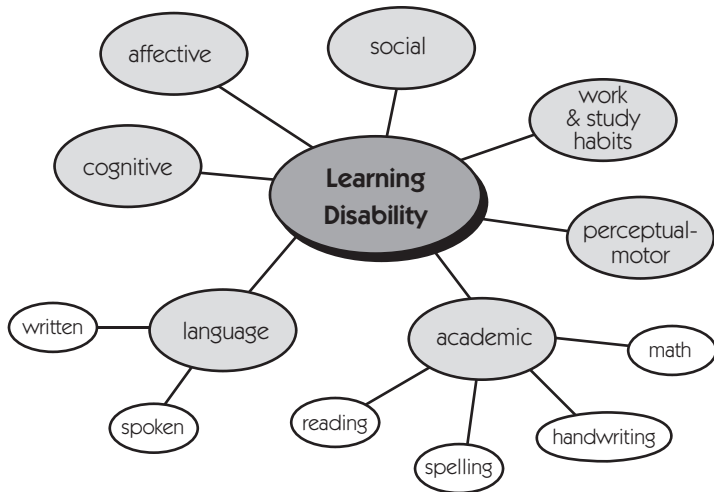 affective
social
work
& study
habits
cognitive
Learning
Disability
perceptual-
motor
written
language
academic
math
spoken
reading
handwriting
spelling